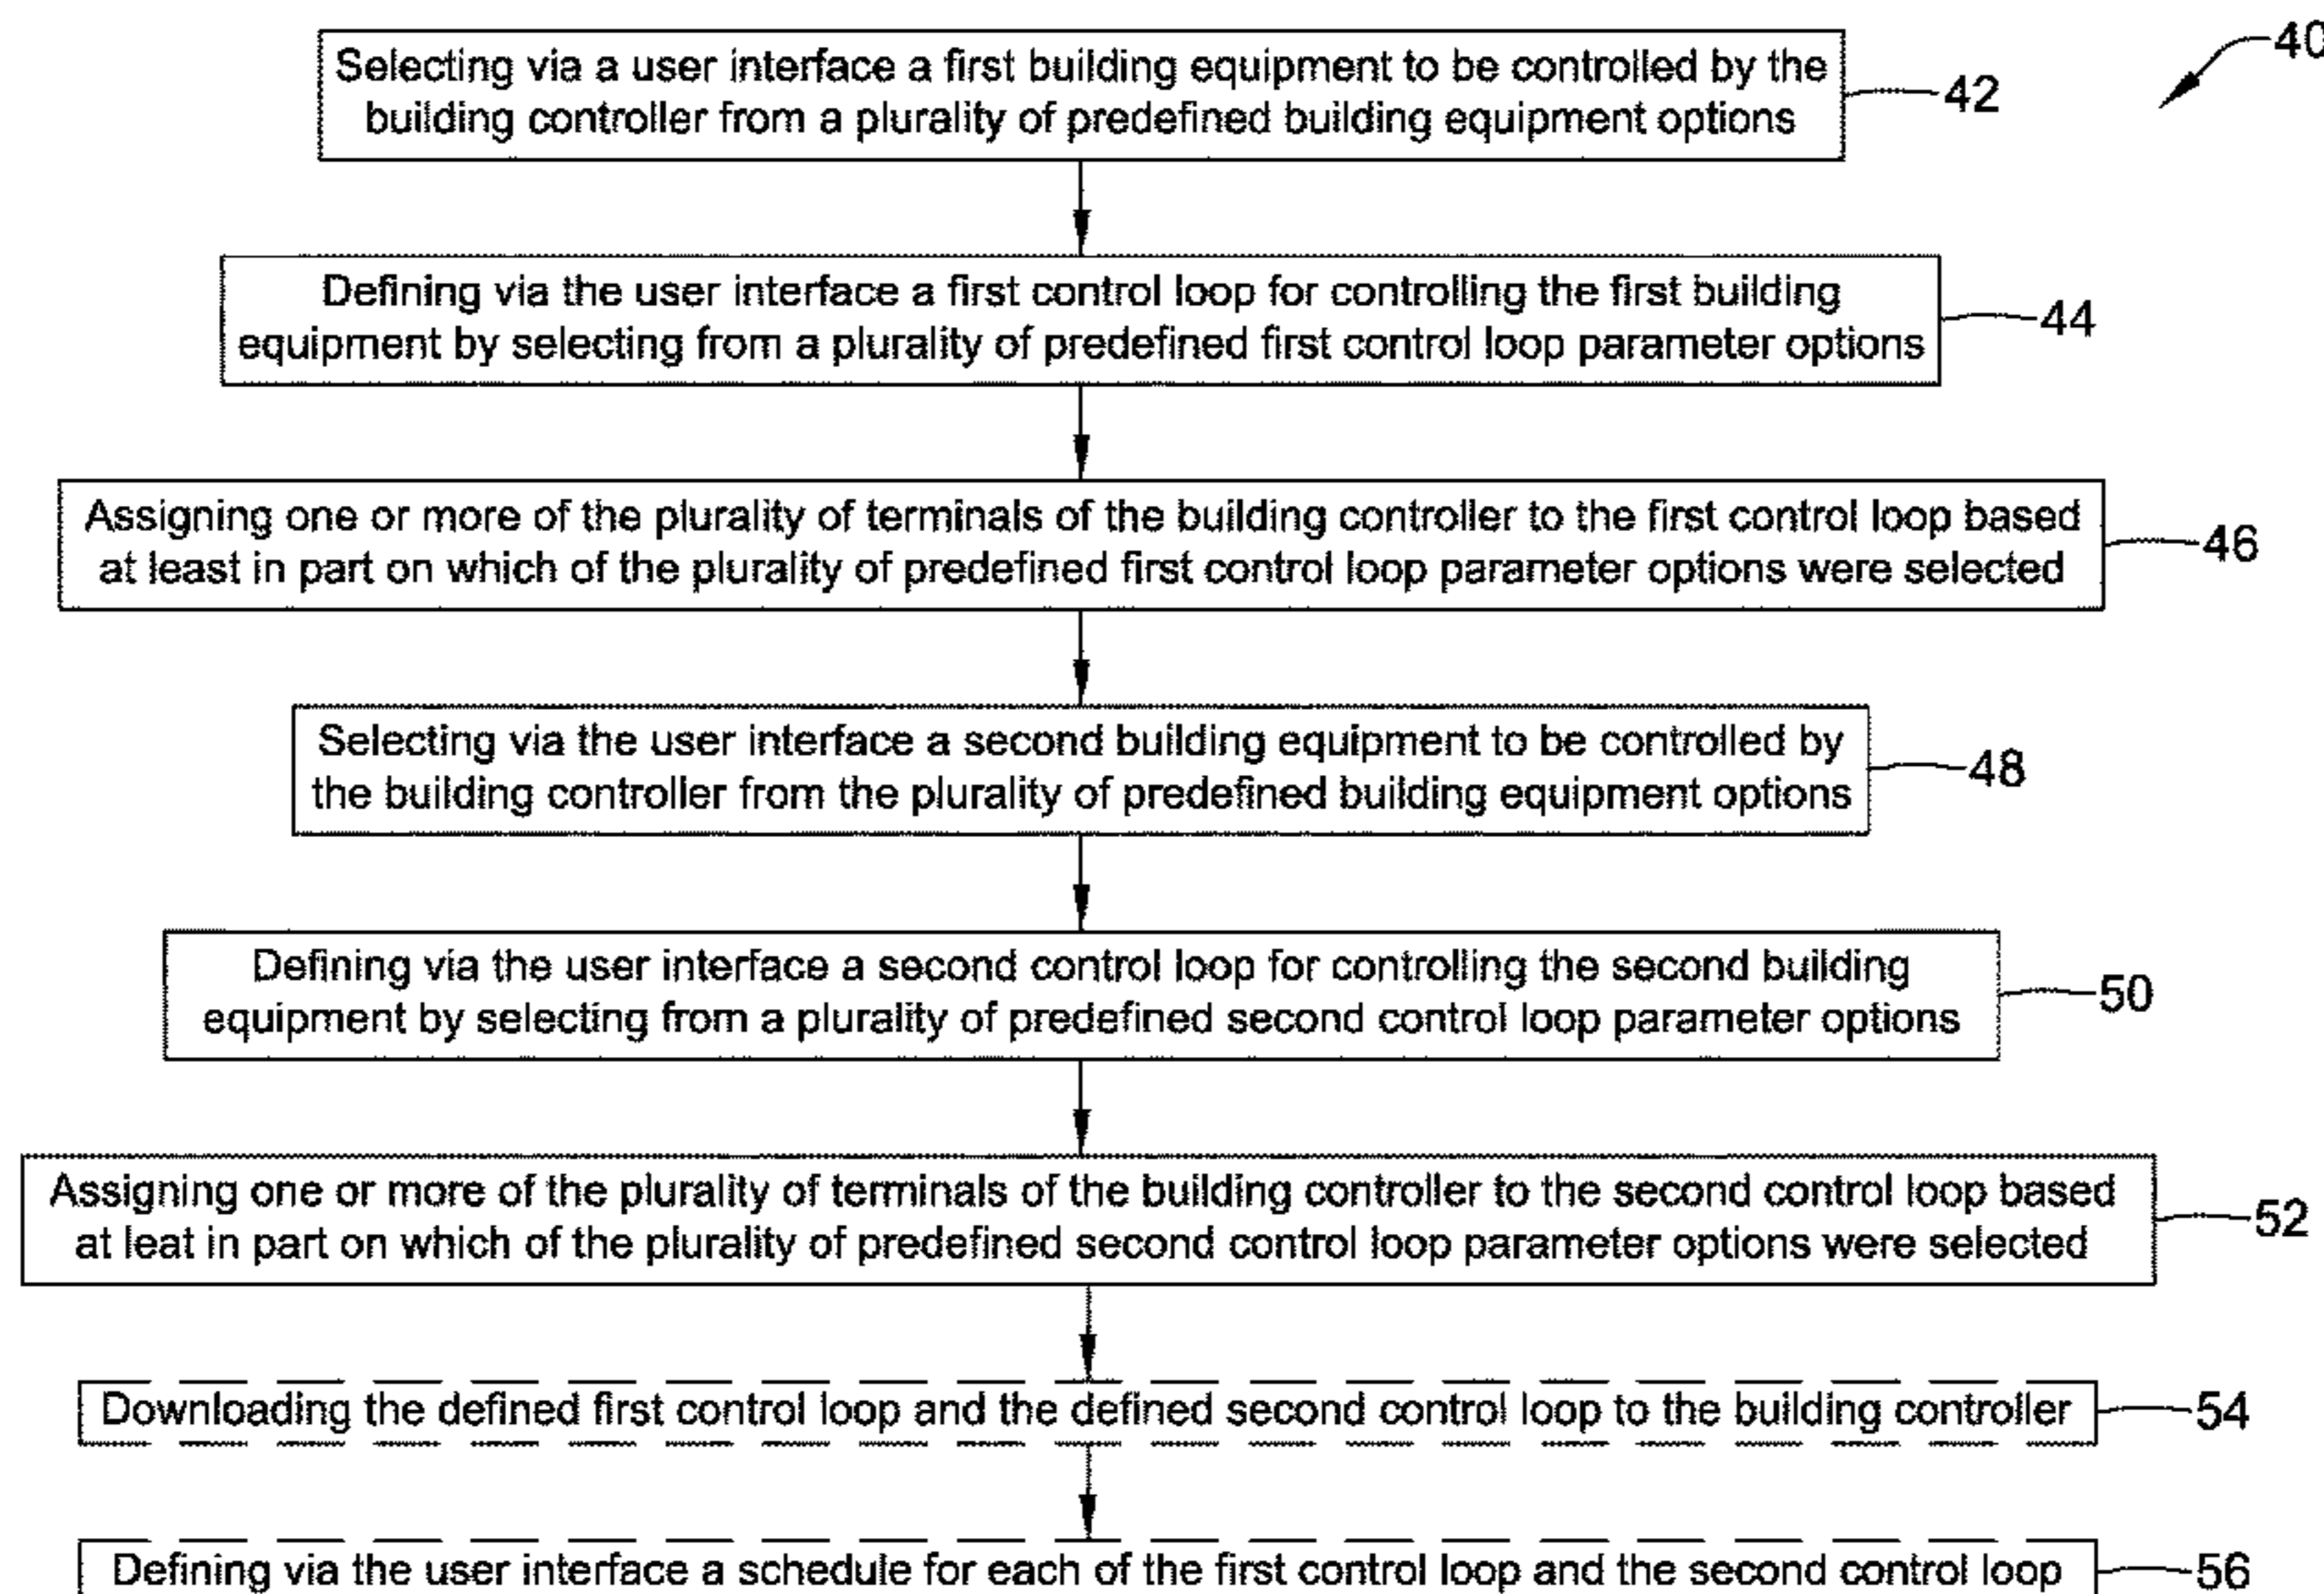 40
Selecting via a user interface a first building equipment to be controlled by the
building controller from a plurality of predefined building equipment options
42
Defining via the user interface a first control loop for controlling the first building
equipment by selecting from a plurality of predefined first control loop parameter options
44
Assigning one or more of the plurality of terminals of the building controller to the first control loop based
at least in part on which of the plurality of predefined first control loop parameter options were selected
46
Selecting via the user interface a second building equipment to be controlled by
the building controller from the plurality of predefined building equipment options
48
Defining via the user interface a second control loop for controlling the second building
equipment by selecting from a plurality of predefined second control loop parameter options
50
Assigning one or more of the plurality of terminals of the building controller to the second control loop based
at leat in part on which of the plurality of predefined second control loop parameter options were selected
52
Downloading the defined first control loop and the defined second control loop to the building controller
54
Defining via the user interface a schedule for each of the first control loop and the second control loop
56